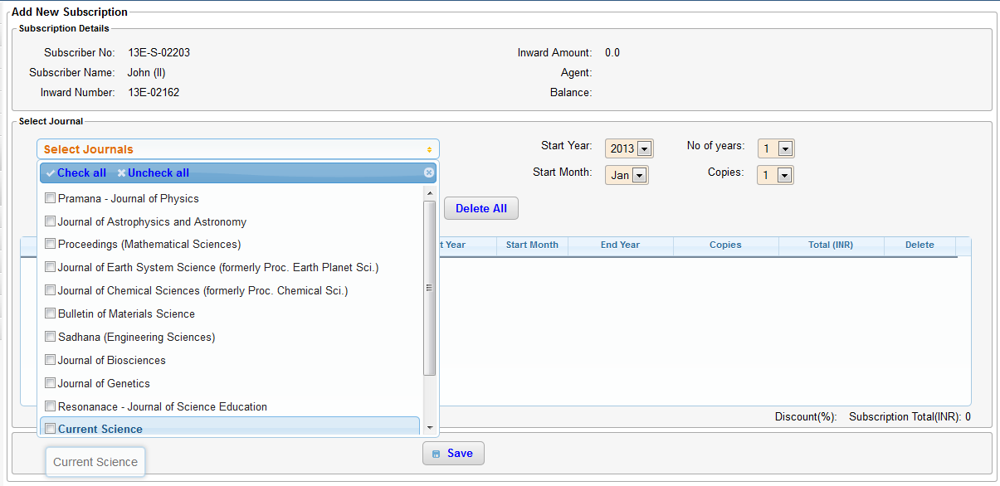 Add New Subscription
Subscription Details
Subscriber No: 13E-S-02203 Inward Amount: 0.0
Subscriber Name: John (II) Agent:
Inward Number: 13E-02162 Balance:
Select Journal
Select Journals Start Year: 2013 No of years: 1
Check all Uncheck all Start Month: Jan Copies: 1
Pramana - Journal of Physics
Delete All
Journal of Astrophysics and Astronomy
Proceedings (Mathematical Sciences) t Year Start Month End Year Copies Total (INR) Delete
Journal of Earth System Science (formerly Proc. Earth Planet Sci.)
Journal of Chemical Sciences (formerly Proc. Chemical Sci.)
Bulletin of Materials Science
Sadhana (Engineering Sciences)
Journal of Biosciences
Journal of Genetics
Resonanace - Journal of Science Education
Discount(%): Subscription Total(INR): 0
Current Science
Save
Current Science